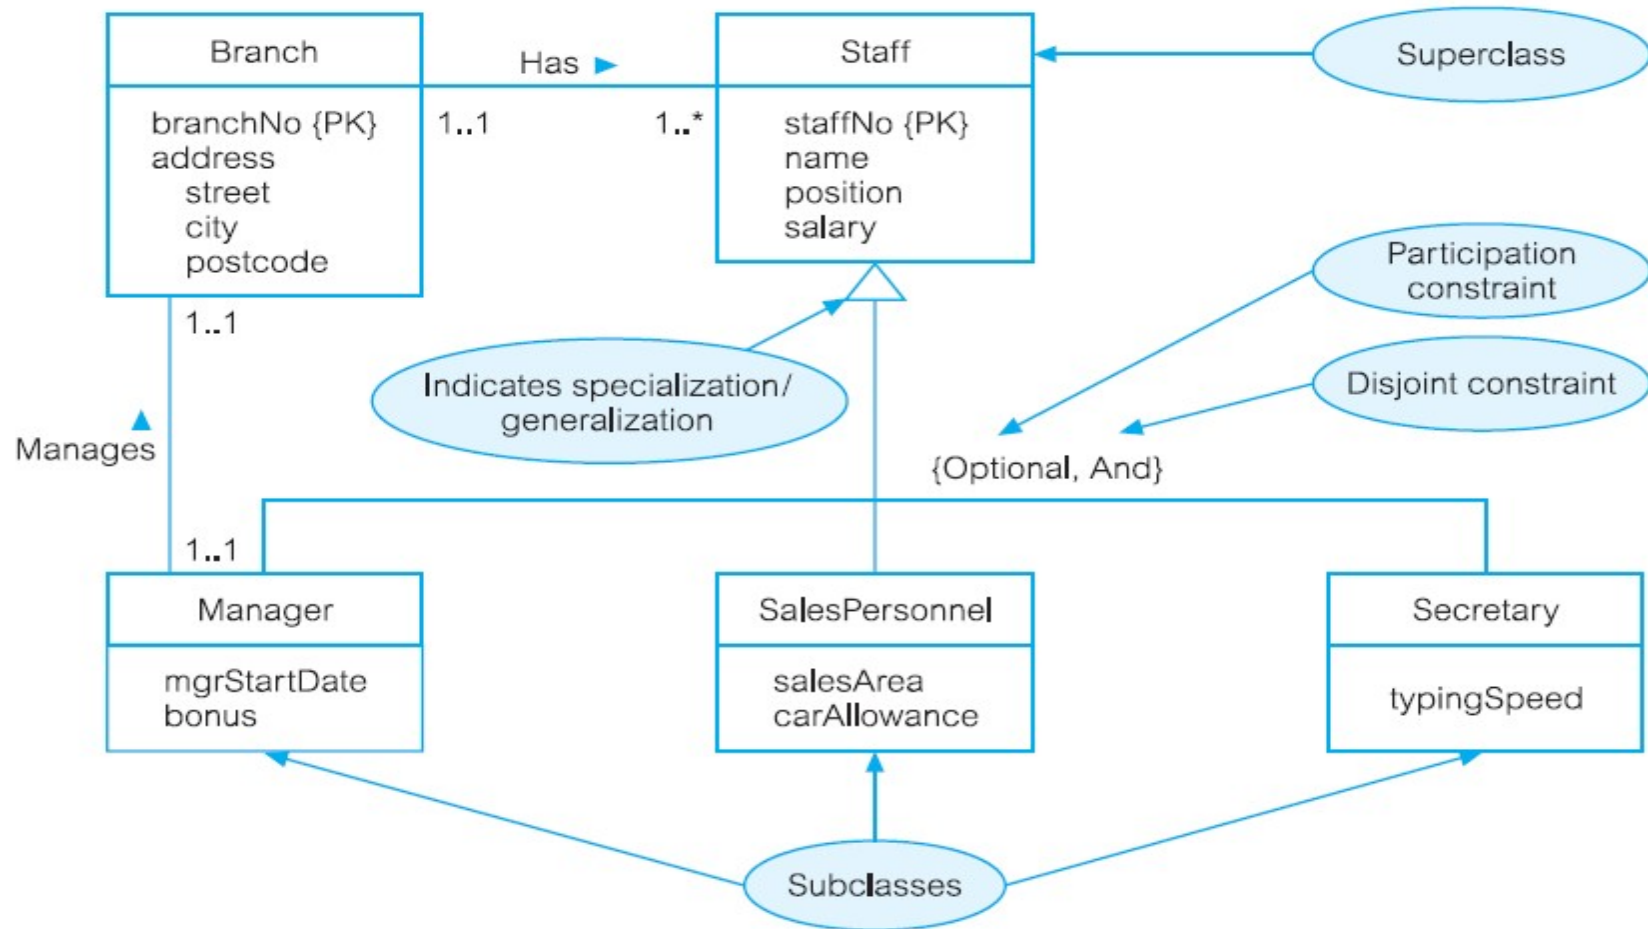 Branch
Has ▶
Staff
Superclass
branchNo {PK}
address
street
city
postcode
1..1
1..*
staffNo {PK}
name
position
salary
Participation
constraint
1..1
Indicates specialization/
generalization
Disjoint constraint
▲
Manages
{Optional, And}
1..1
Manager
mgrStartDate
bonus
SalesPersonnel
salesArea
carAllowance
Secretary
typingSpeed
Subclasses